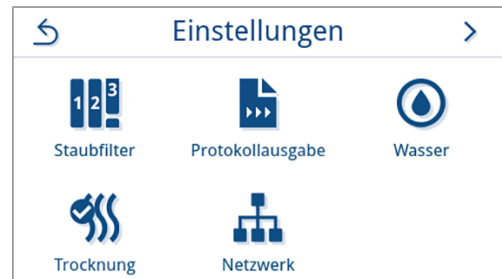 Einstellungen
1 2 3
Staubfilter
Protokollausgabe
Wasser
Trocknung
Netzwerk